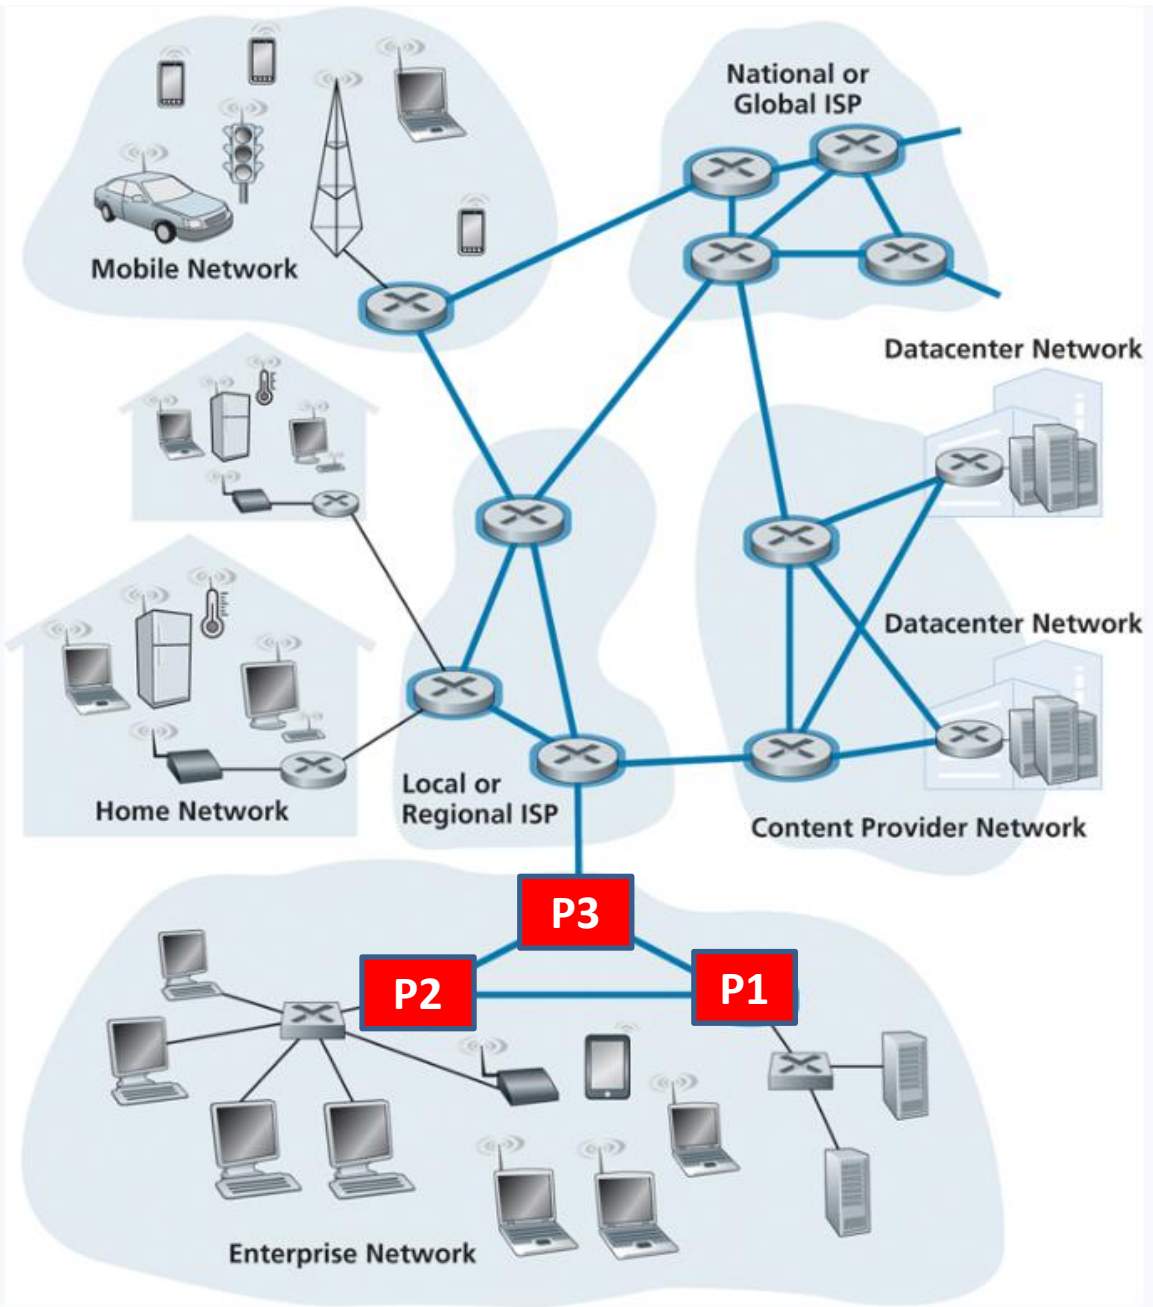 National or
Global ISP
Mobile Network
Datacenter Network
Datacenter Network
Home Network
Local or
Regional ISP
Content Provider Network
P3
P2
P1
Enterprise Network